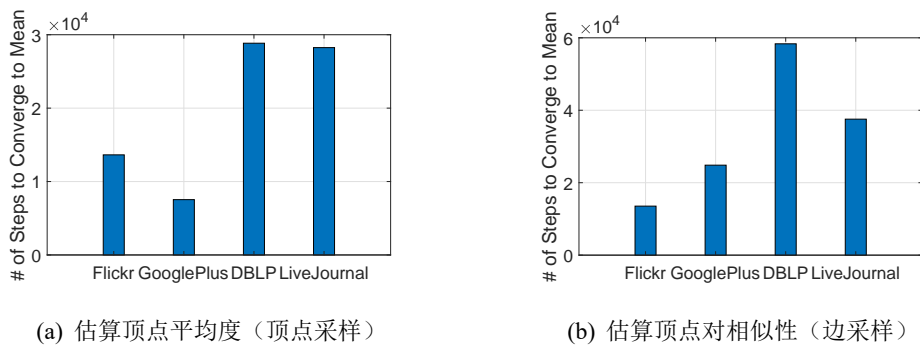 ×10⁴
# of Steps to Converge to Mean
3
2
1
0
Flickr GooglePlus DBLP LiveJournal
(a) 估算顶点平均度（顶点采样）
×10⁴
# of Steps to Converge to Mean
6
4
2
0
Flickr GooglePlus DBLP LiveJournal
(b) 估算顶点对相似性（边采样）